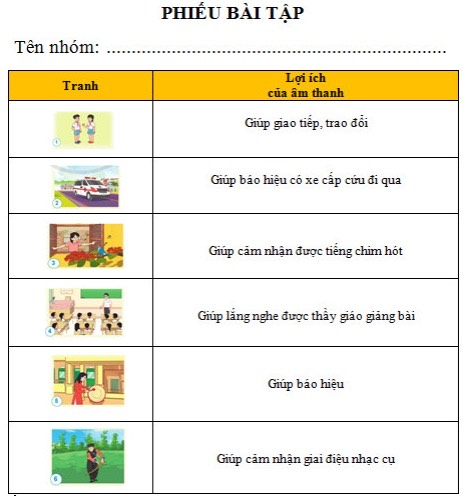 PHIẾU BÀI TẬP
Tên nhóm: ....................................................................
Tranh
Lợi ích
của âm thanh
1
Giúp giao tiếp, trao đổi
2
Giúp báo hiệu có xe cấp cứu đi qua
3
Giúp cảm nhận được tiếng chim hót
4
Giúp lắng nghe được thầy giáo giảng bài
5
Giúp báo hiệu
6
Giúp cảm nhận giai điệu nhạc cụ